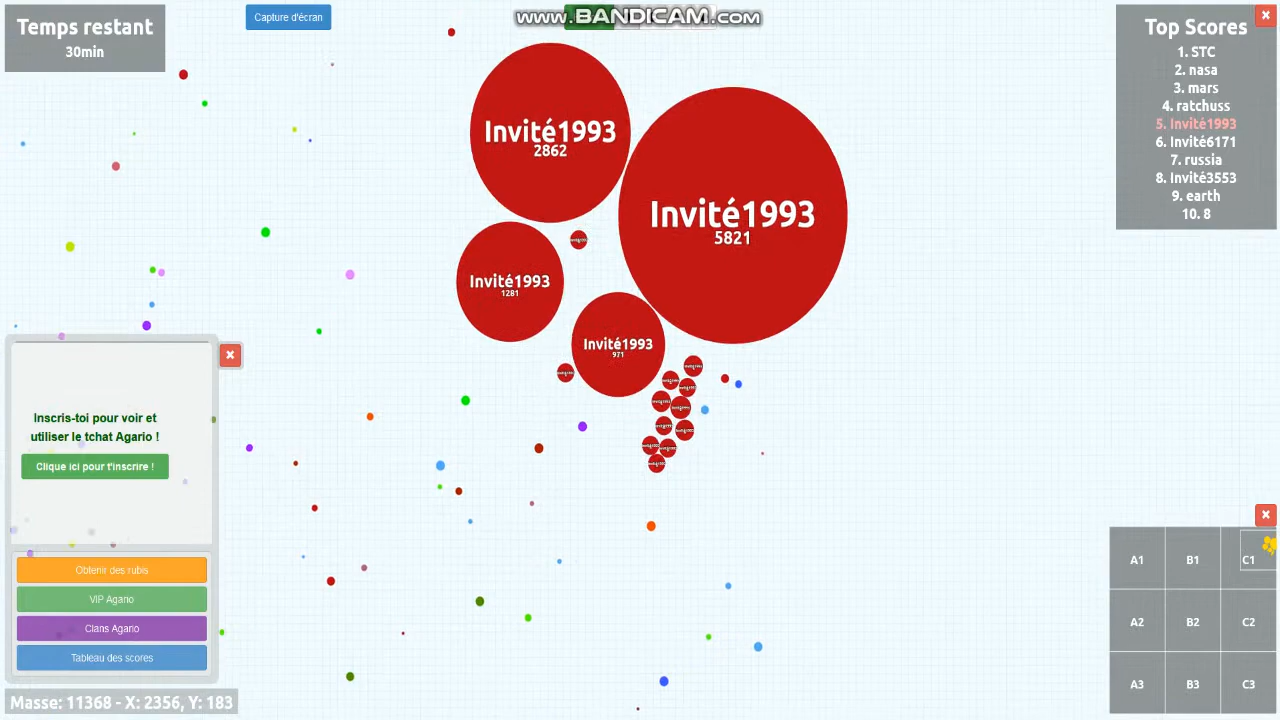 Temps restant
30min
Capture d'écran
www.BANDICAM.com
Top Scores
1. STC
2. nasa
3. mars
4. ratchuss
5. Invité1993
6. Invité6171
7. russia
8. Invité3553
9. earth
10. 8
Invité1993
2862
Invité1993
5821
Invité1993
1281
Invité1993
971
Inscris-toi pour voir et
utiliser le tchat Agario !
Clique ici pour t'inscrire !
Obtenir des rubis
VIP Agario
Clans Agario
Tableau des scores
Masse: 11368 - X: 2356, Y: 183
A1 B1 C1
A2 B2 C2
A3 B3 C3